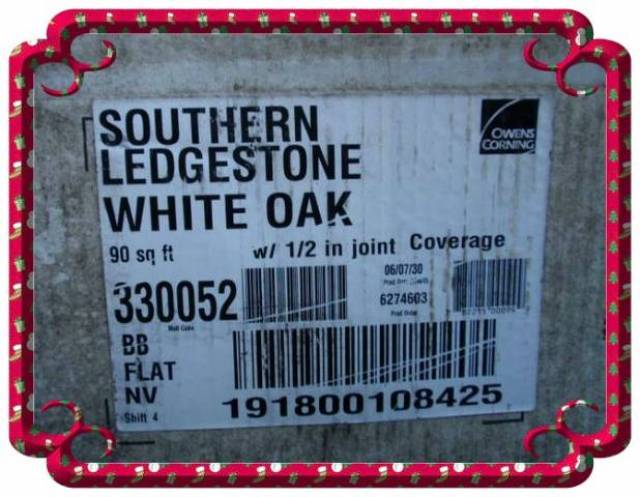 SOUTHERN
LEDGESTONE
WHITE OAK
OWENS
CORNING
90 sq ft w/ 1/2 in joint Coverage
330052
06/07/30
6274603
BB
FLAT
NV
Shift 4
191800108425